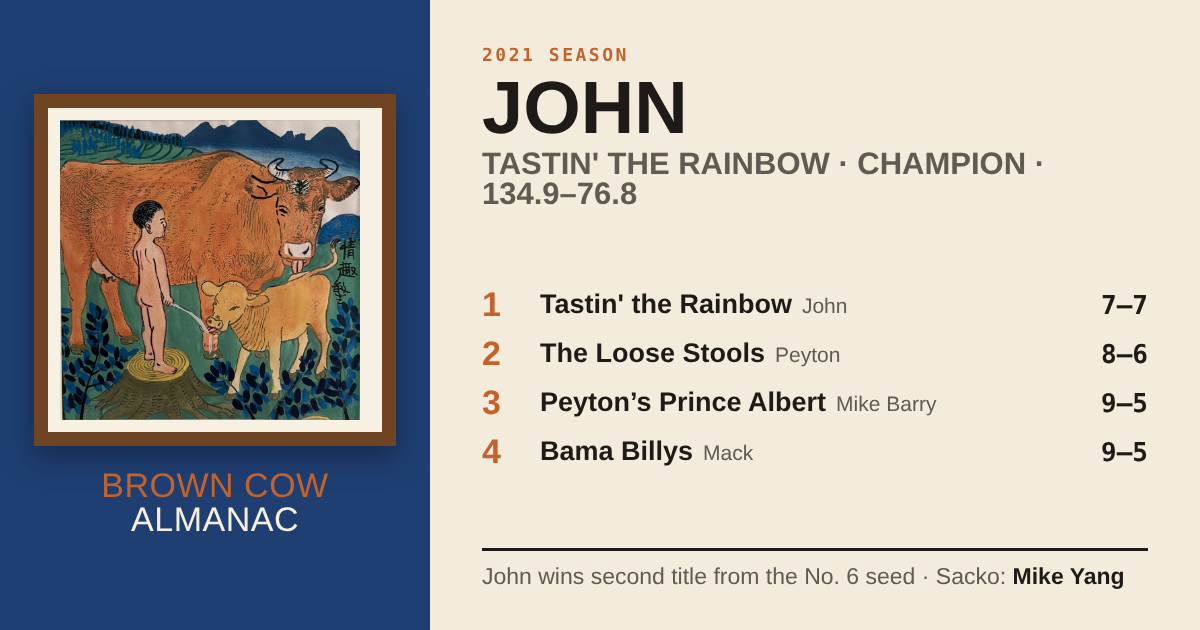 2021 SEASON
JOHN
TASTIN' THE RAINBOW · CHAMPION ·
134.9–76.8
1 Tastin' the Rainbow John 7–7
2 The Loose Stools Peyton 8–6
3 Peyton’s Prince Albert Mike Barry 9–5
4 Bama Billys Mack 9–5
John wins second title from the No. 6 seed · Sacko: Mike Yang
情
趣
BROWN COW
ALMANAC